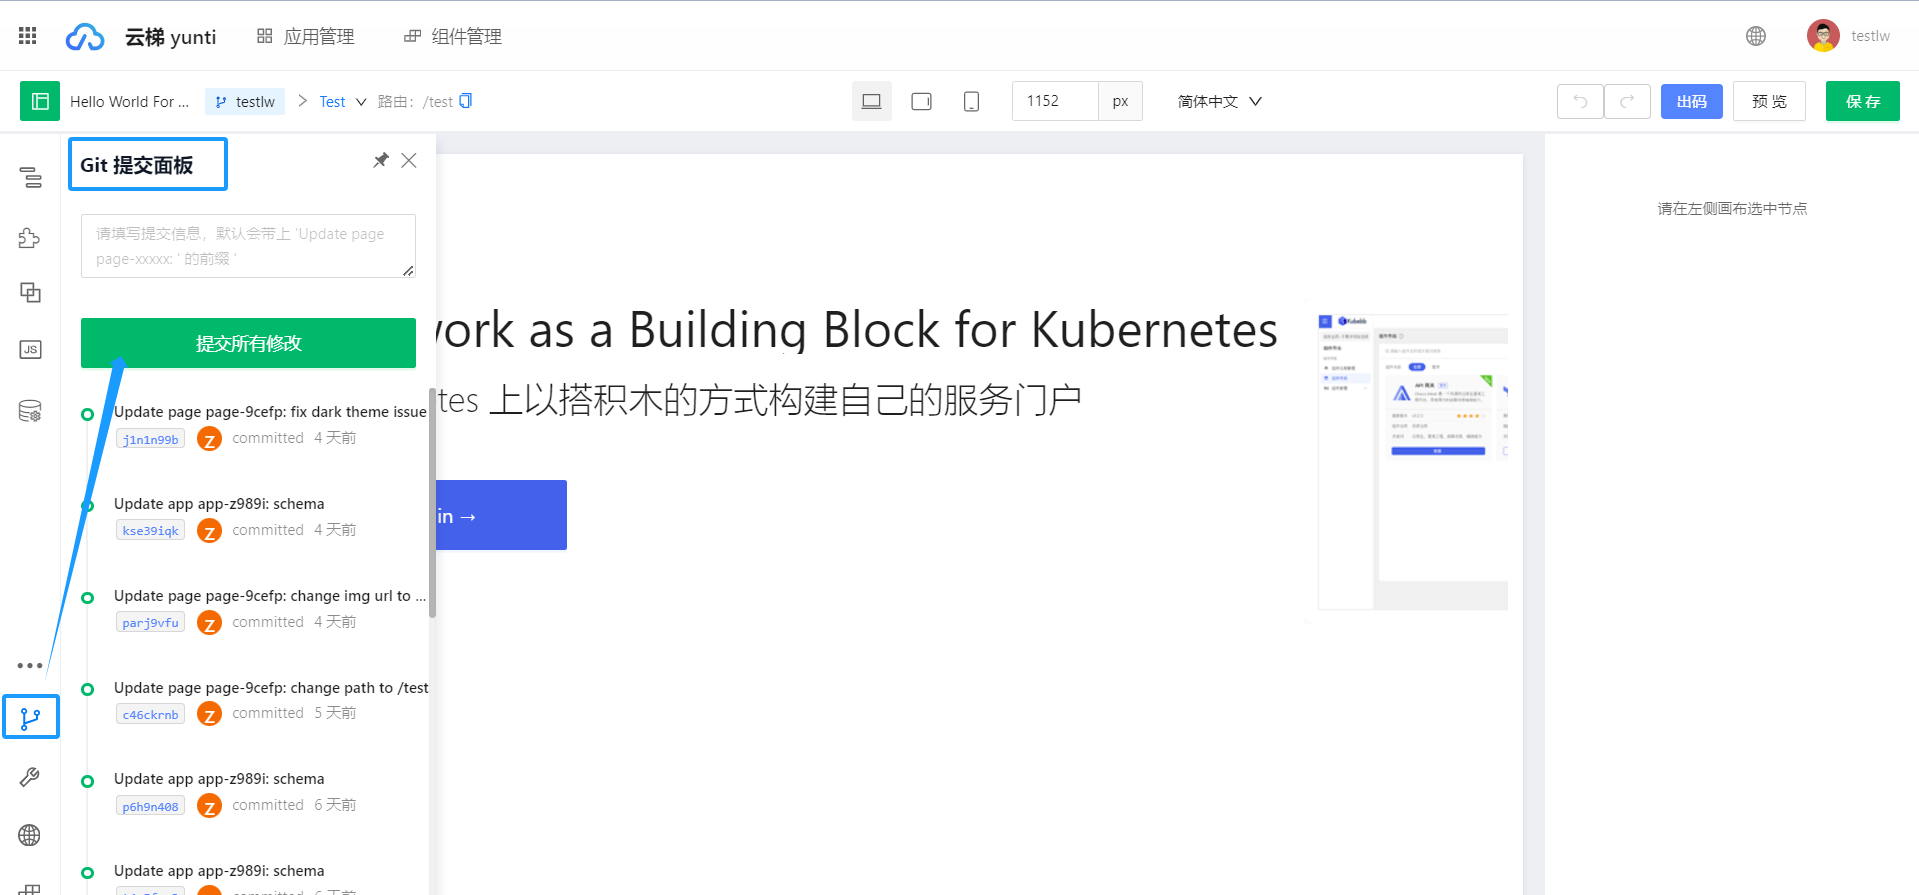 云梯 yunti
应用管理
组件管理
testlw
Hello World For ...
testlw
Test
路由：/test
1152
px
简体中文
出码
预 览
保 存
Git 提交面板
请填写提交信息，默认会带上 'Update page
page-xxxxx: ' 的前缀 '
提交所有修改
JS
Update page page-9cefp: fix dark theme issue
j1n1n99b
Z
committed
4 天前
Update app app-z989i: schema
kse39iqk
Z
committed
4 天前
Update page page-9cefp: change img url to ...
parj9vfu
Z
committed
4 天前
Update page page-9cefp: change path to /test
c46ckrnb
Z
committed
5 天前
Update app app-z989i: schema
p6h9n408
Z
committed
6 天前
Update app app-z989i: schema
work as a Building Block for Kubernetes
tes 上以搭积木的方式构建自己的服务门户
in →
Kubebb
请在左侧画布选中节点